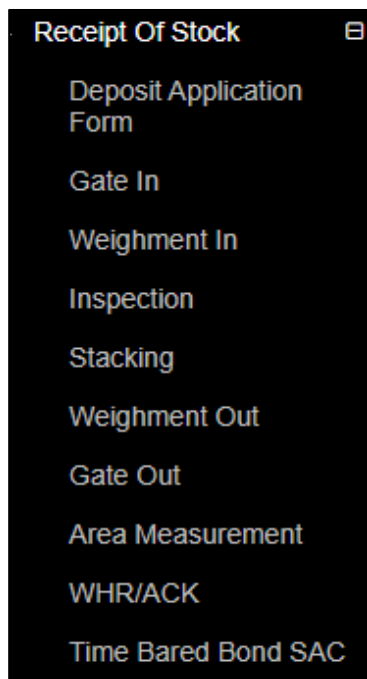 Receipt Of Stock
Deposit Application
Form
Gate In
Weighment In
Inspection
Stacking
Weighment Out
Gate Out
Area Measurement
WHR/ACK
Time Bared Bond SAC